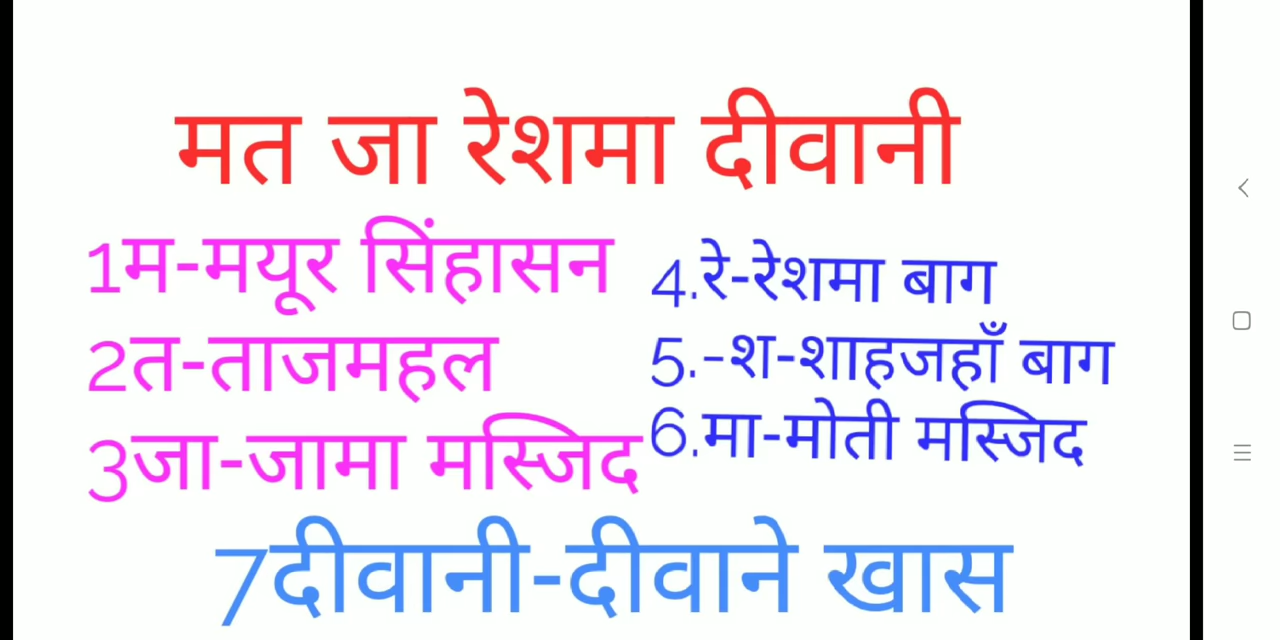 मत जा रेशमा दीवानी
1म-मयूर सिंहासन
2त-ताजमहल
3जा-जामा मस्जिद
4.रे-रेशमा बाग
5.-श-शाहजहाँ बाग
6.मा-मोती मस्जिद
7दीवानी-दीवाने खास